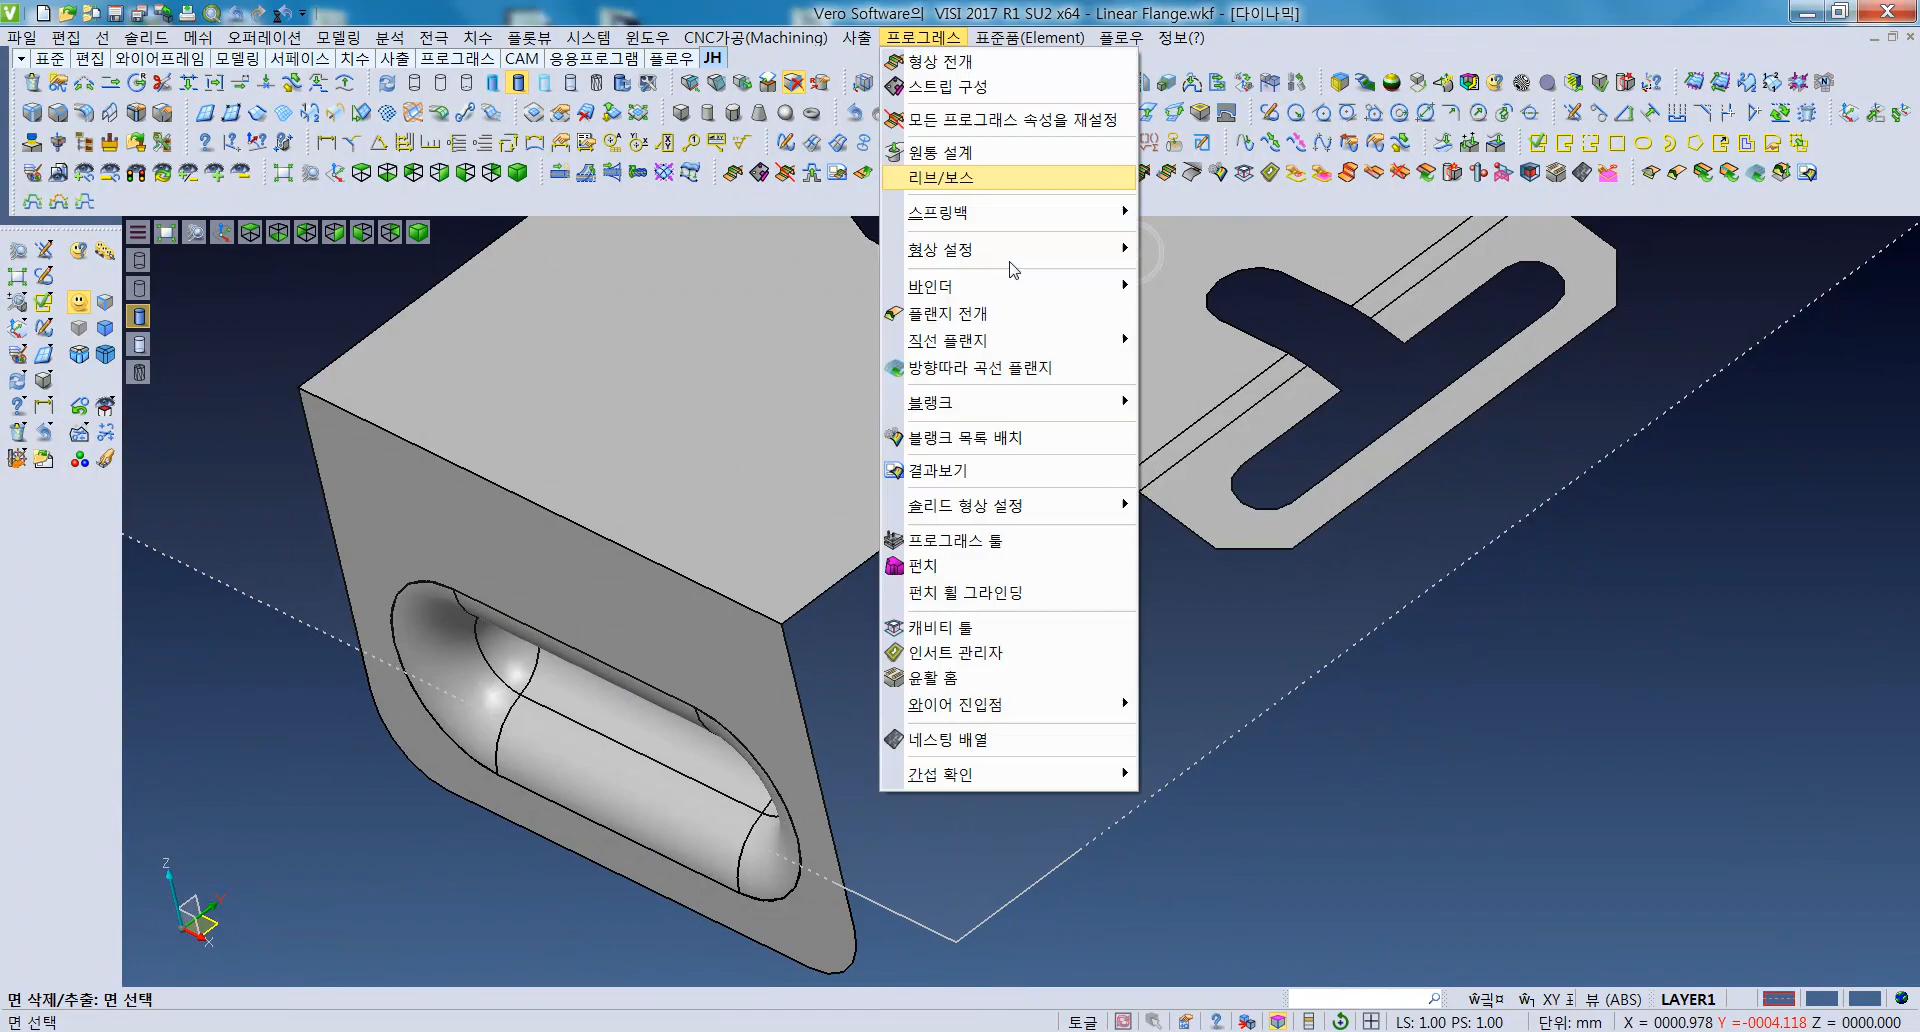 Vero Software의 VISI 2017 R1 SU2 x64 - Linear Flange.wkf - [다이나믹]
파일 편집 선 솔리드 메쉬 오퍼레이션 모델링 분석 전극 치수 플롯뷰 시스템 윈도우 CNC가공(Machining) 사출 프로그레스 표준품(Element) 플로우 정보(?)
표준 편집 와이어프레임 모델링 서페이스 치수 사출 프로그레스 CAM 응용프로그램 플로우 JH
형상 전개
스트립 구성
모든 프로그래스 속성을 재설정
원통 설계
리브/보스
스프링백
형상 설정
바인더
플랜지 전개
직선 플랜지
방향따라 곡선 플랜지
블랭크
블랭크 목록 배치
결과보기
솔리드 형상 설정
프로그래스 툴
펀치
펀치 휠 그라인딩
캐비티 툴
인서트 관리자
윤활 홈
와이어 진입점
네스팅 배열
간섭 확인
Z
Y
X
면 삭제/추출: 면 선택
XY
뷰 (ABS) LAYER1
면 선택
토글
LS: 1.00 PS: 1.00
단위: mm
X = 0000.978 Y =-0004.118 Z = 0000.000